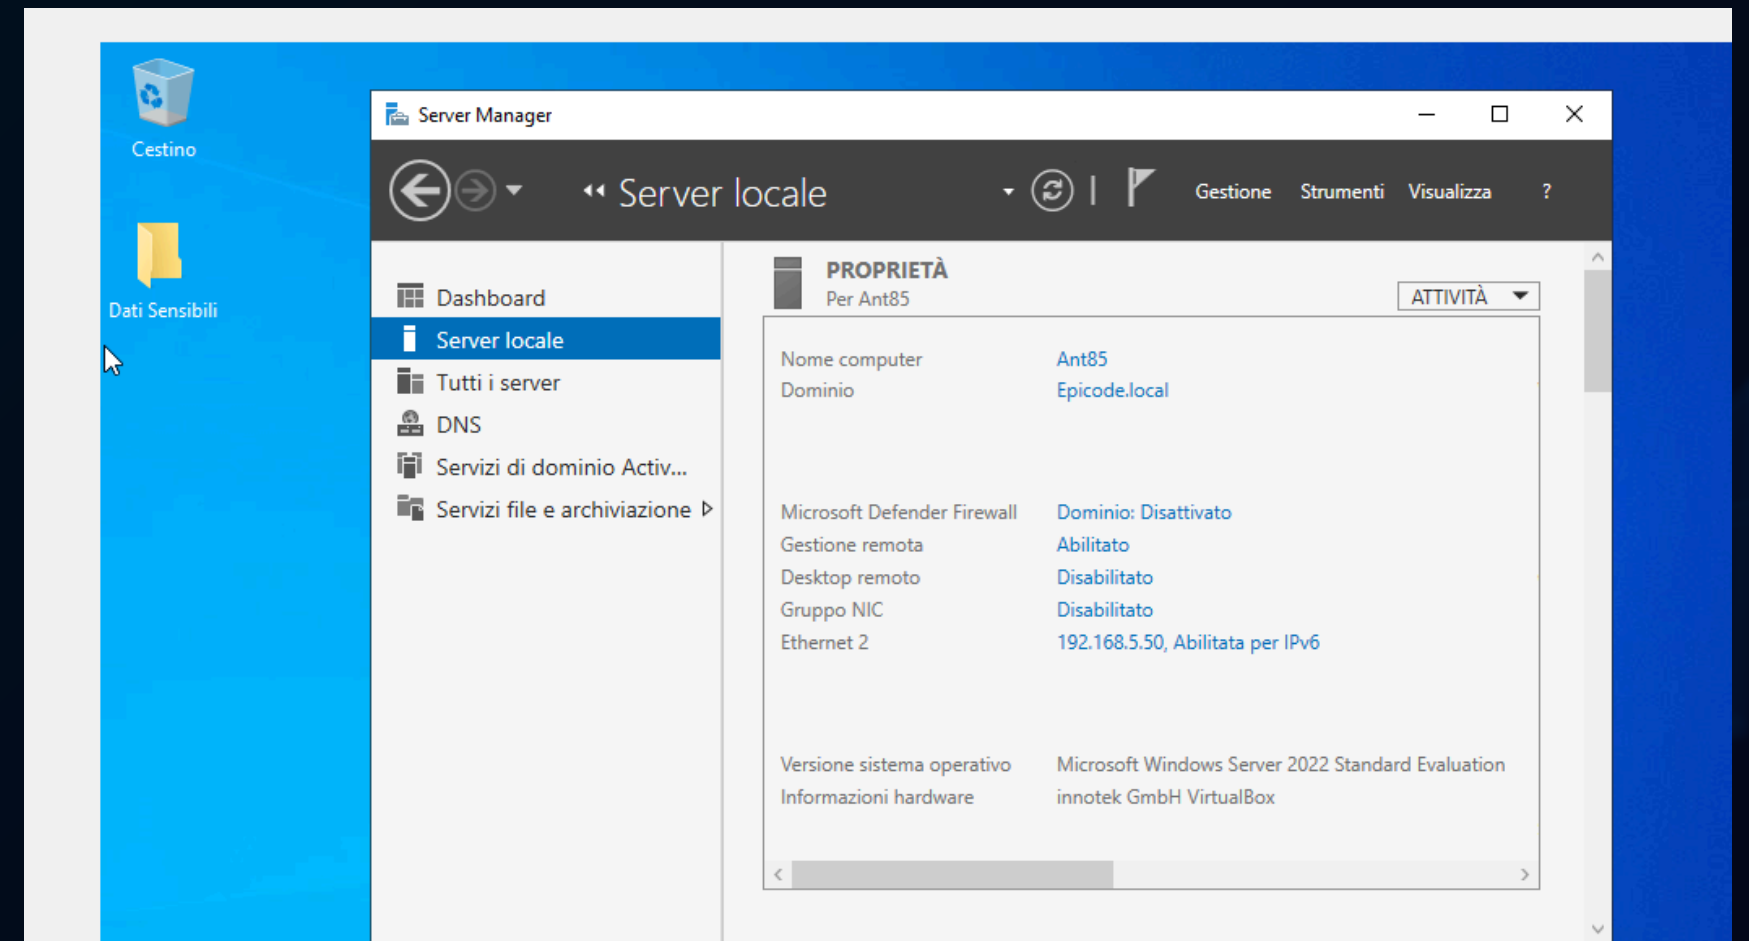 Cestino
Dati Sensibili
Server Manager
Server locale
Gestione Strumenti Visualizza ?
Dashboard
Server locale
Tutti i server
DNS
Servizi di dominio Activ...
Servizi file e archiviazione
PROPRIETÀ
Per Ant85
ATTIVITÀ
Nome computer Ant85
Dominio Epicode.local
Microsoft Defender Firewall Dominio: Disattivato
Gestione remota Abilitato
Desktop remoto Disabilitato
Gruppo NIC Disabilitato
Ethernet 2 192.168.5.50, Abilitata per IPv6
Versione sistema operativo Microsoft Windows Server 2022 Standard Evaluation
Informazioni hardware innotek GmbH VirtualBox